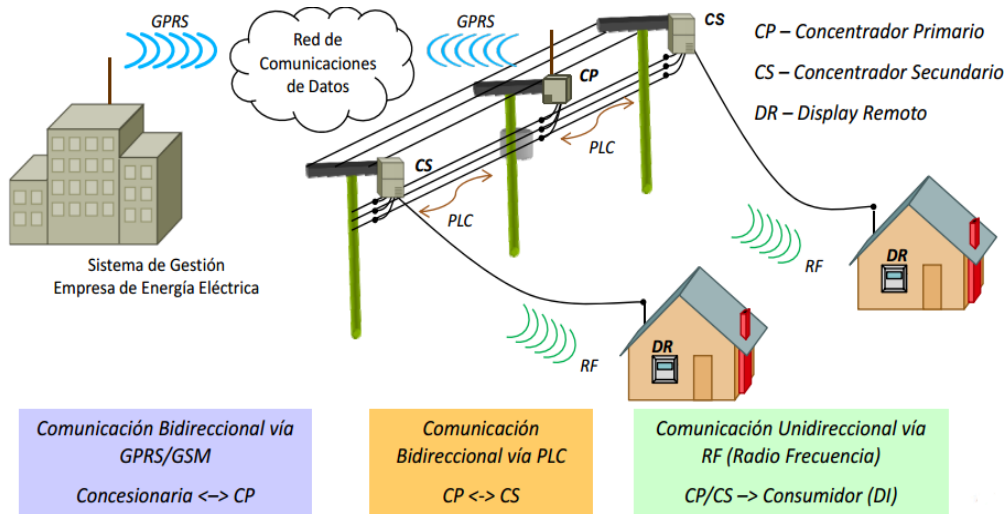 GPRS
Red de
Comunicaciones
de Datos
GPRS
CS
CP – Concentrador Primario
CS – Concentrador Secundario
DR – Display Remoto
CP
PLC
CS
PLC
Sistema de Gestión
Empresa de Energía Eléctrica
RF
DR
RF
DR
Comunicación Bidireccional vía
GPRS/GSM
Concesionaria <–> CP
Comunicación
Bidireccional vía PLC
CP <-> CS
Comunicación Unidireccional vía
RF (Radio Frecuencia)
CP/CS –> Consumidor (DI)